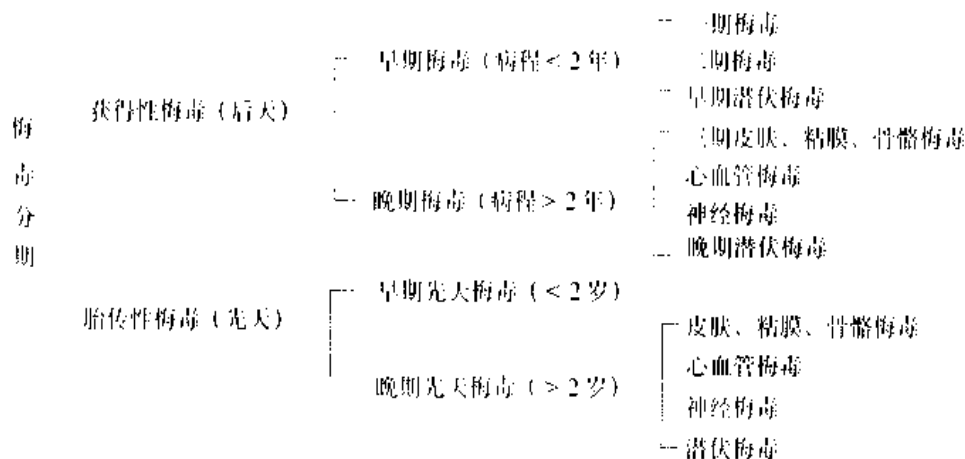 梅毒分期
获得性梅毒（后天）
早期梅毒（病程<2年）
一期梅毒
二期梅毒
早期潜伏梅毒
晚期梅毒（病程>2年）
三期皮肤、粘膜、骨骼梅毒
心血管梅毒
神经梅毒
晚期潜伏梅毒
胎传性梅毒（先天）
早期先天梅毒（<2岁）
晚期先天梅毒（>2岁）
皮肤、粘膜、骨骼梅毒
心血管梅毒
神经梅毒
潜伏梅毒